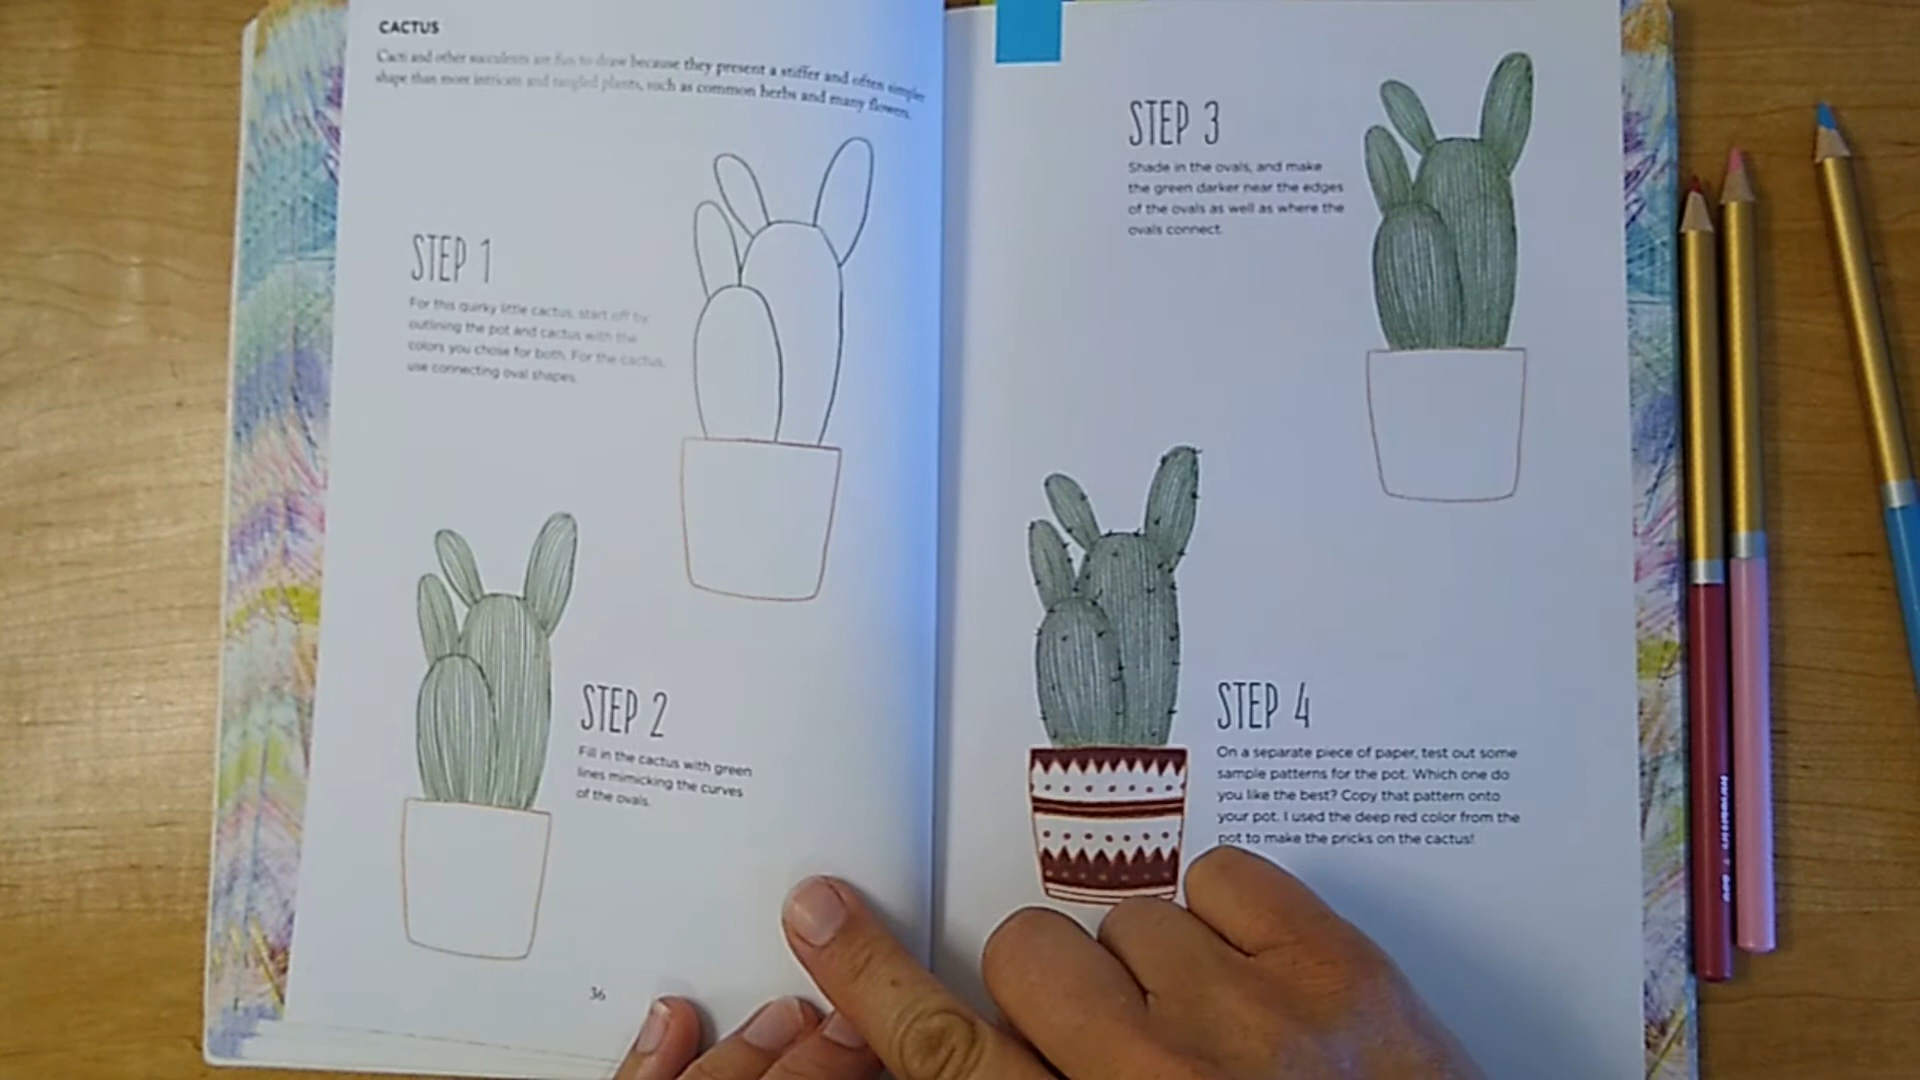 CACTUS
Cacti and other succulents are fun to draw because they present a stiffer and often simpler
shape than more intricate and tangled plants, such as common herbs and many flowers.
STEP 1
For this quirky little cactus, start off by
outlining the pot and cactus with the
colors you chose for both. For the cactus,
use connecting oval shapes.
STEP 2
Fill in the cactus with green
lines mimicking the curves
of the ovals.
36
STEP 3
Shade in the ovals, and make
the green darker near the edges
of the ovals as well as where the
ovals connect.
STEP 4
On a separate piece of paper, test out some
sample patterns for the pot. Which one do
you like the best? Copy that pattern onto
your pot. I used the deep red color from the
pot to make the pricks on the cactus!